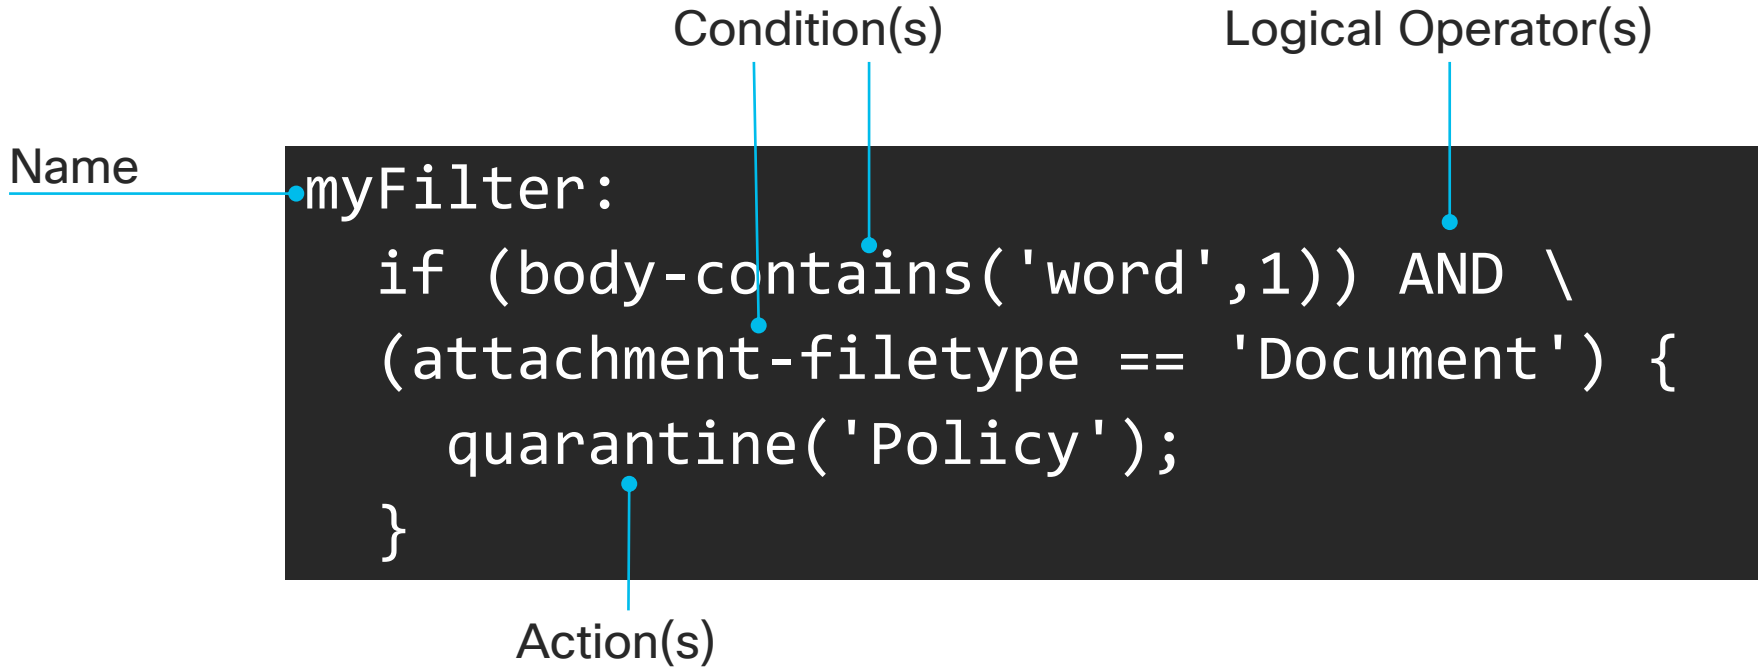 Condition(s)
Logical Operator(s)
Name
myFilter:
if (body-contains('word',1)) AND \
(attachment-filetype == 'Document') {
quarantine('Policy');
}
Action(s)